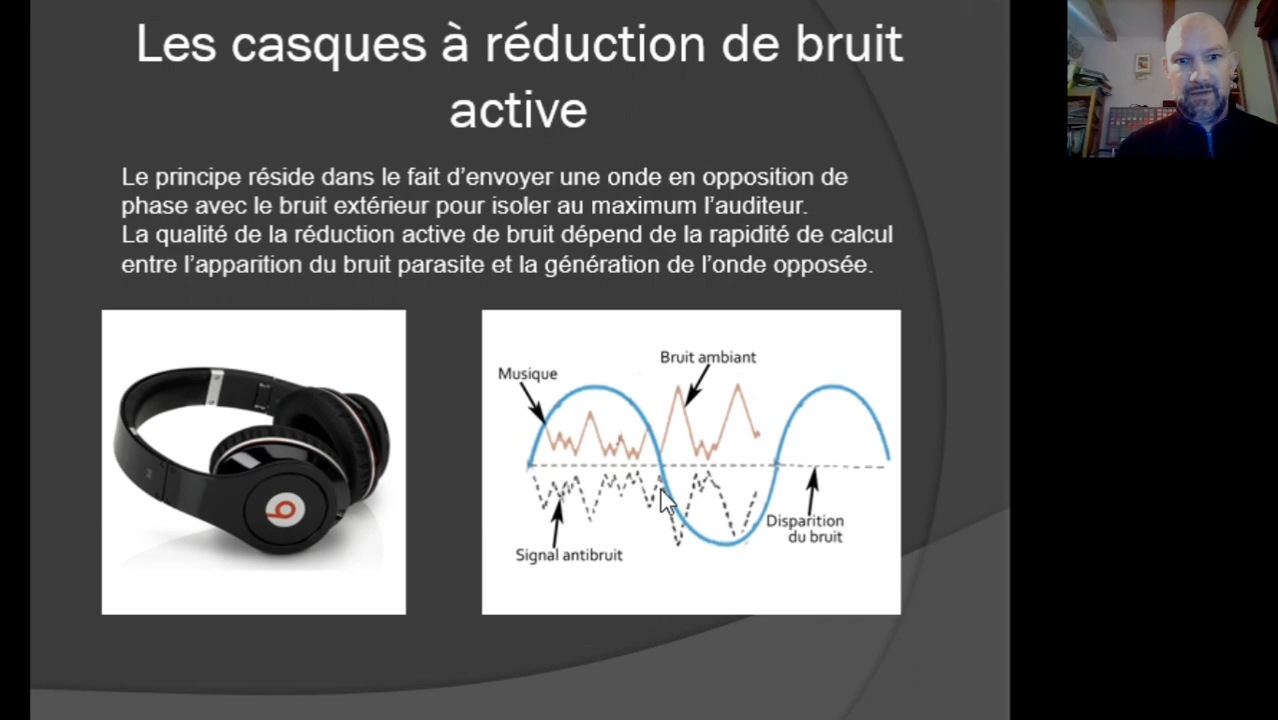 Les casques à réduction de bruit
active
Le principe réside dans le fait d’envoyer une onde en opposition de
phase avec le bruit extérieur pour isoler au maximum l’auditeur.
La qualité de la réduction active de bruit dépend de la rapidité de calcul
entre l’apparition du bruit parasite et la génération de l’onde opposée.
b
Bruit ambiant
Musique
Disparition
du bruit
Signal antibruit